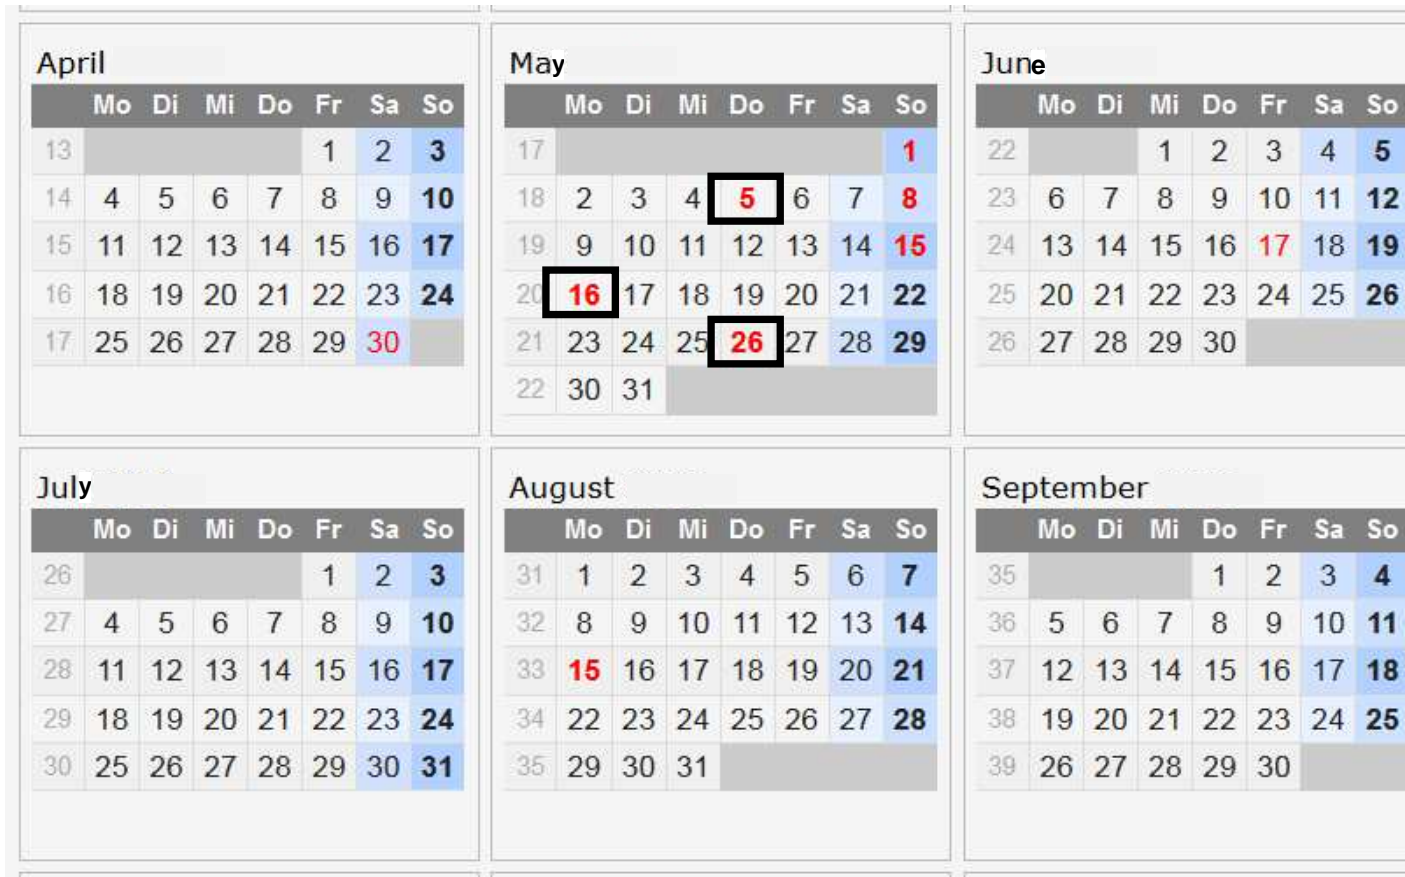 April
Mo Di Mi Do Fr Sa So
13 1 2 3
14 4 5 6 7 8 9 10
15 11 12 13 14 15 16 17
16 18 19 20 21 22 23 24
17 25 26 27 28 29 30
May
Mo Di Mi Do Fr Sa So
17 1
18 2 3 4 5 6 7 8
19 9 10 11 12 13 14 15
20 16 17 18 19 20 21 22
21 23 24 25 26 27 28 29
22 30 31
June
Mo Di Mi Do Fr Sa So
22 1 2 3 4 5
23 6 7 8 9 10 11 12
24 13 14 15 16 17 18 19
25 20 21 22 23 24 25 26
26 27 28 29 30
July
Mo Di Mi Do Fr Sa So
26 1 2 3
27 4 5 6 7 8 9 10
28 11 12 13 14 15 16 17
29 18 19 20 21 22 23 24
30 25 26 27 28 29 30 31
August
Mo Di Mi Do Fr Sa So
31 1 2 3 4 5 6 7
32 8 9 10 11 12 13 14
33 15 16 17 18 19 20 21
34 22 23 24 25 26 27 28
35 29 30 31
September
Mo Di Mi Do Fr Sa So
35 1 2 3 4
36 5 6 7 8 9 10 11
37 12 13 14 15 16 17 18
38 19 20 21 22 23 24 25
39 26 27 28 29 30